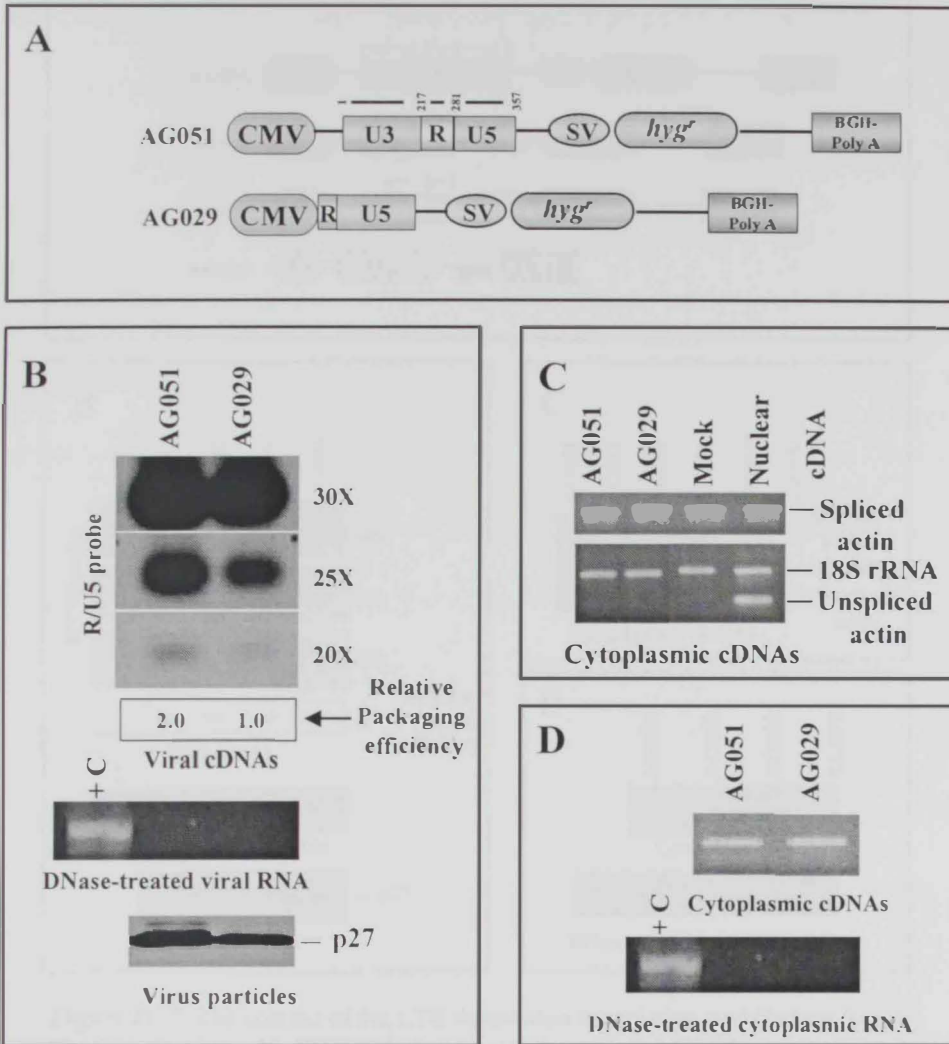 A
1 217 281 357
AG051 CMV U3 R U5 SV hygʳ BGH-
Poly A
AG029 CMV R U5 SV hygʳ BGH-
Poly A
B
AG051 AG029
R/U5 probe
30X
25X
20X
2.0 1.0
Relative
Packaging
efficiency
Viral cDNAs
+ C
DNase-treated viral RNA
p27
Virus particles
C
AG051 AG029 Mock Nuclear cDNA
Spliced
actin
18S rRNA
Unspliced
actin
Cytoplasmic cDNAs
D
AG051 AG029
Cytoplasmic cDNAs
+ C
DNase-treated cytoplasmic RNA